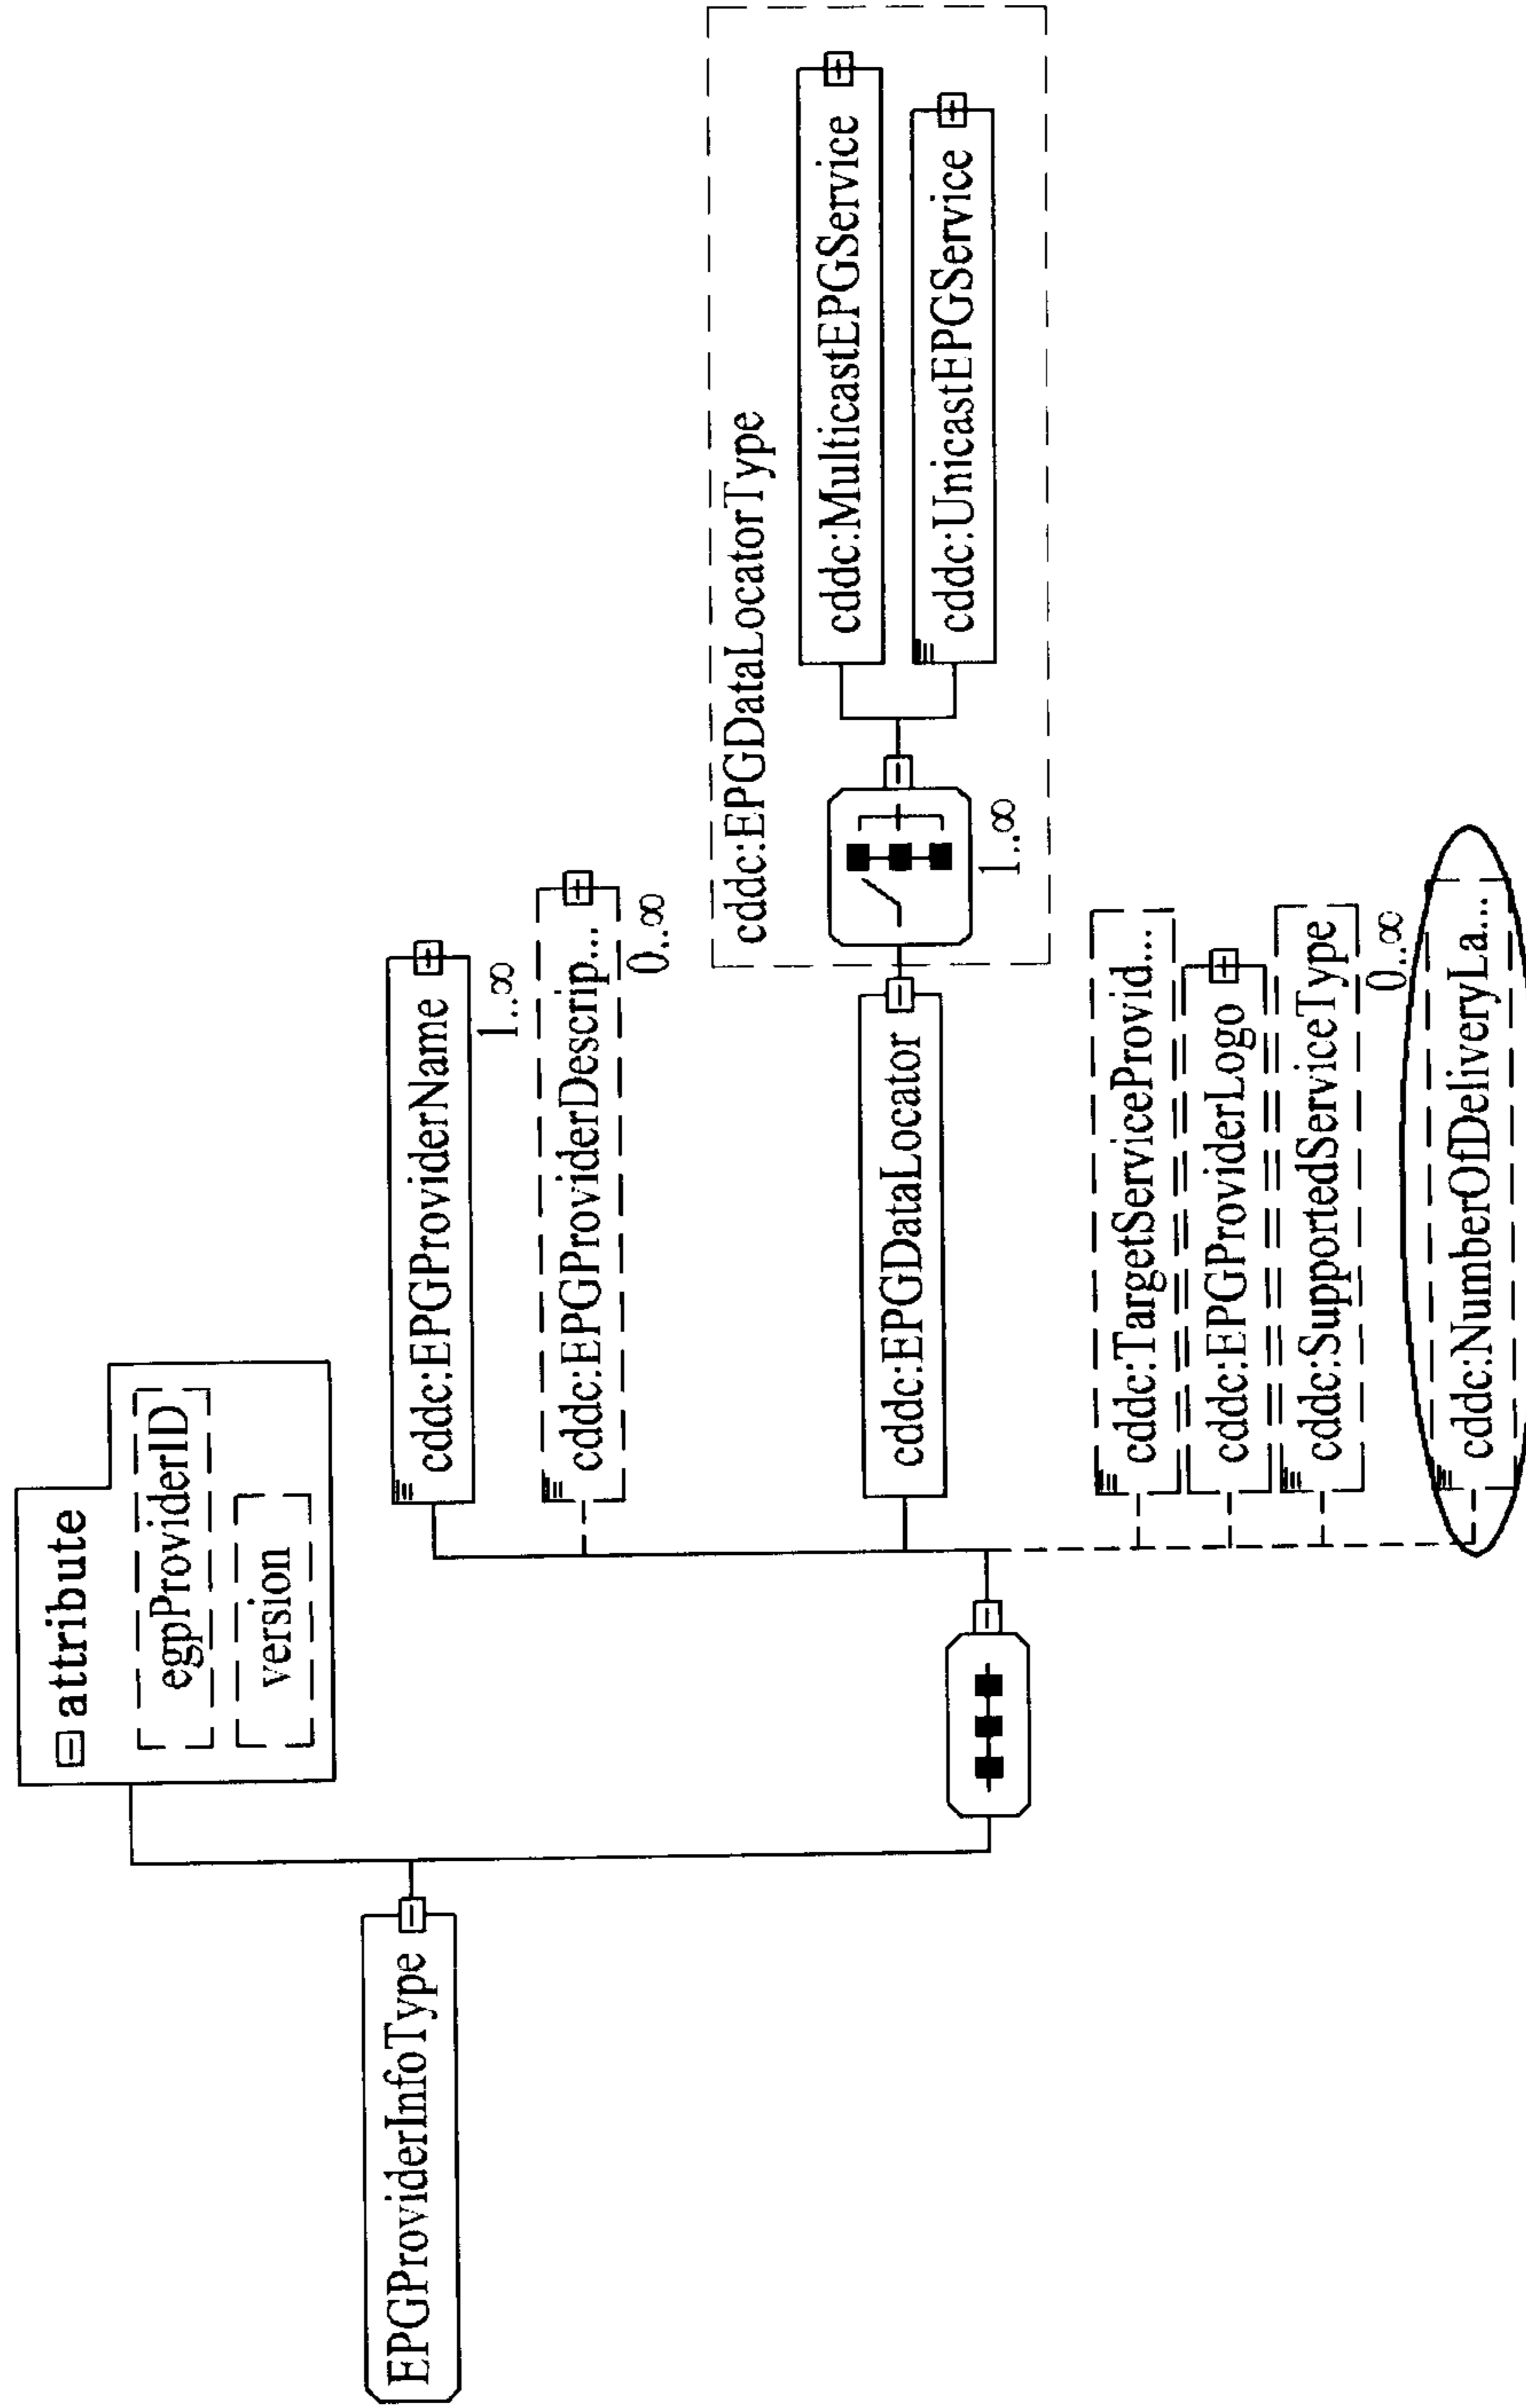 EPGProviderInfoType
attribute
egpProviderID
version
cddc:EPGProviderName
1..∞
cddc:EPGProviderDescrip...
0..∞
cddc:EPGDataLocator
cddc:EPGDataLocatorType
1..∞
cddc:MulticastEPGService
cddc:UnicastEPGService
cddc:TargetServiceProvid...
cddc:EPGProviderLogo
cddc:SupportedServiceType
0..∞
cddc:NumberOfDeliveryLa...